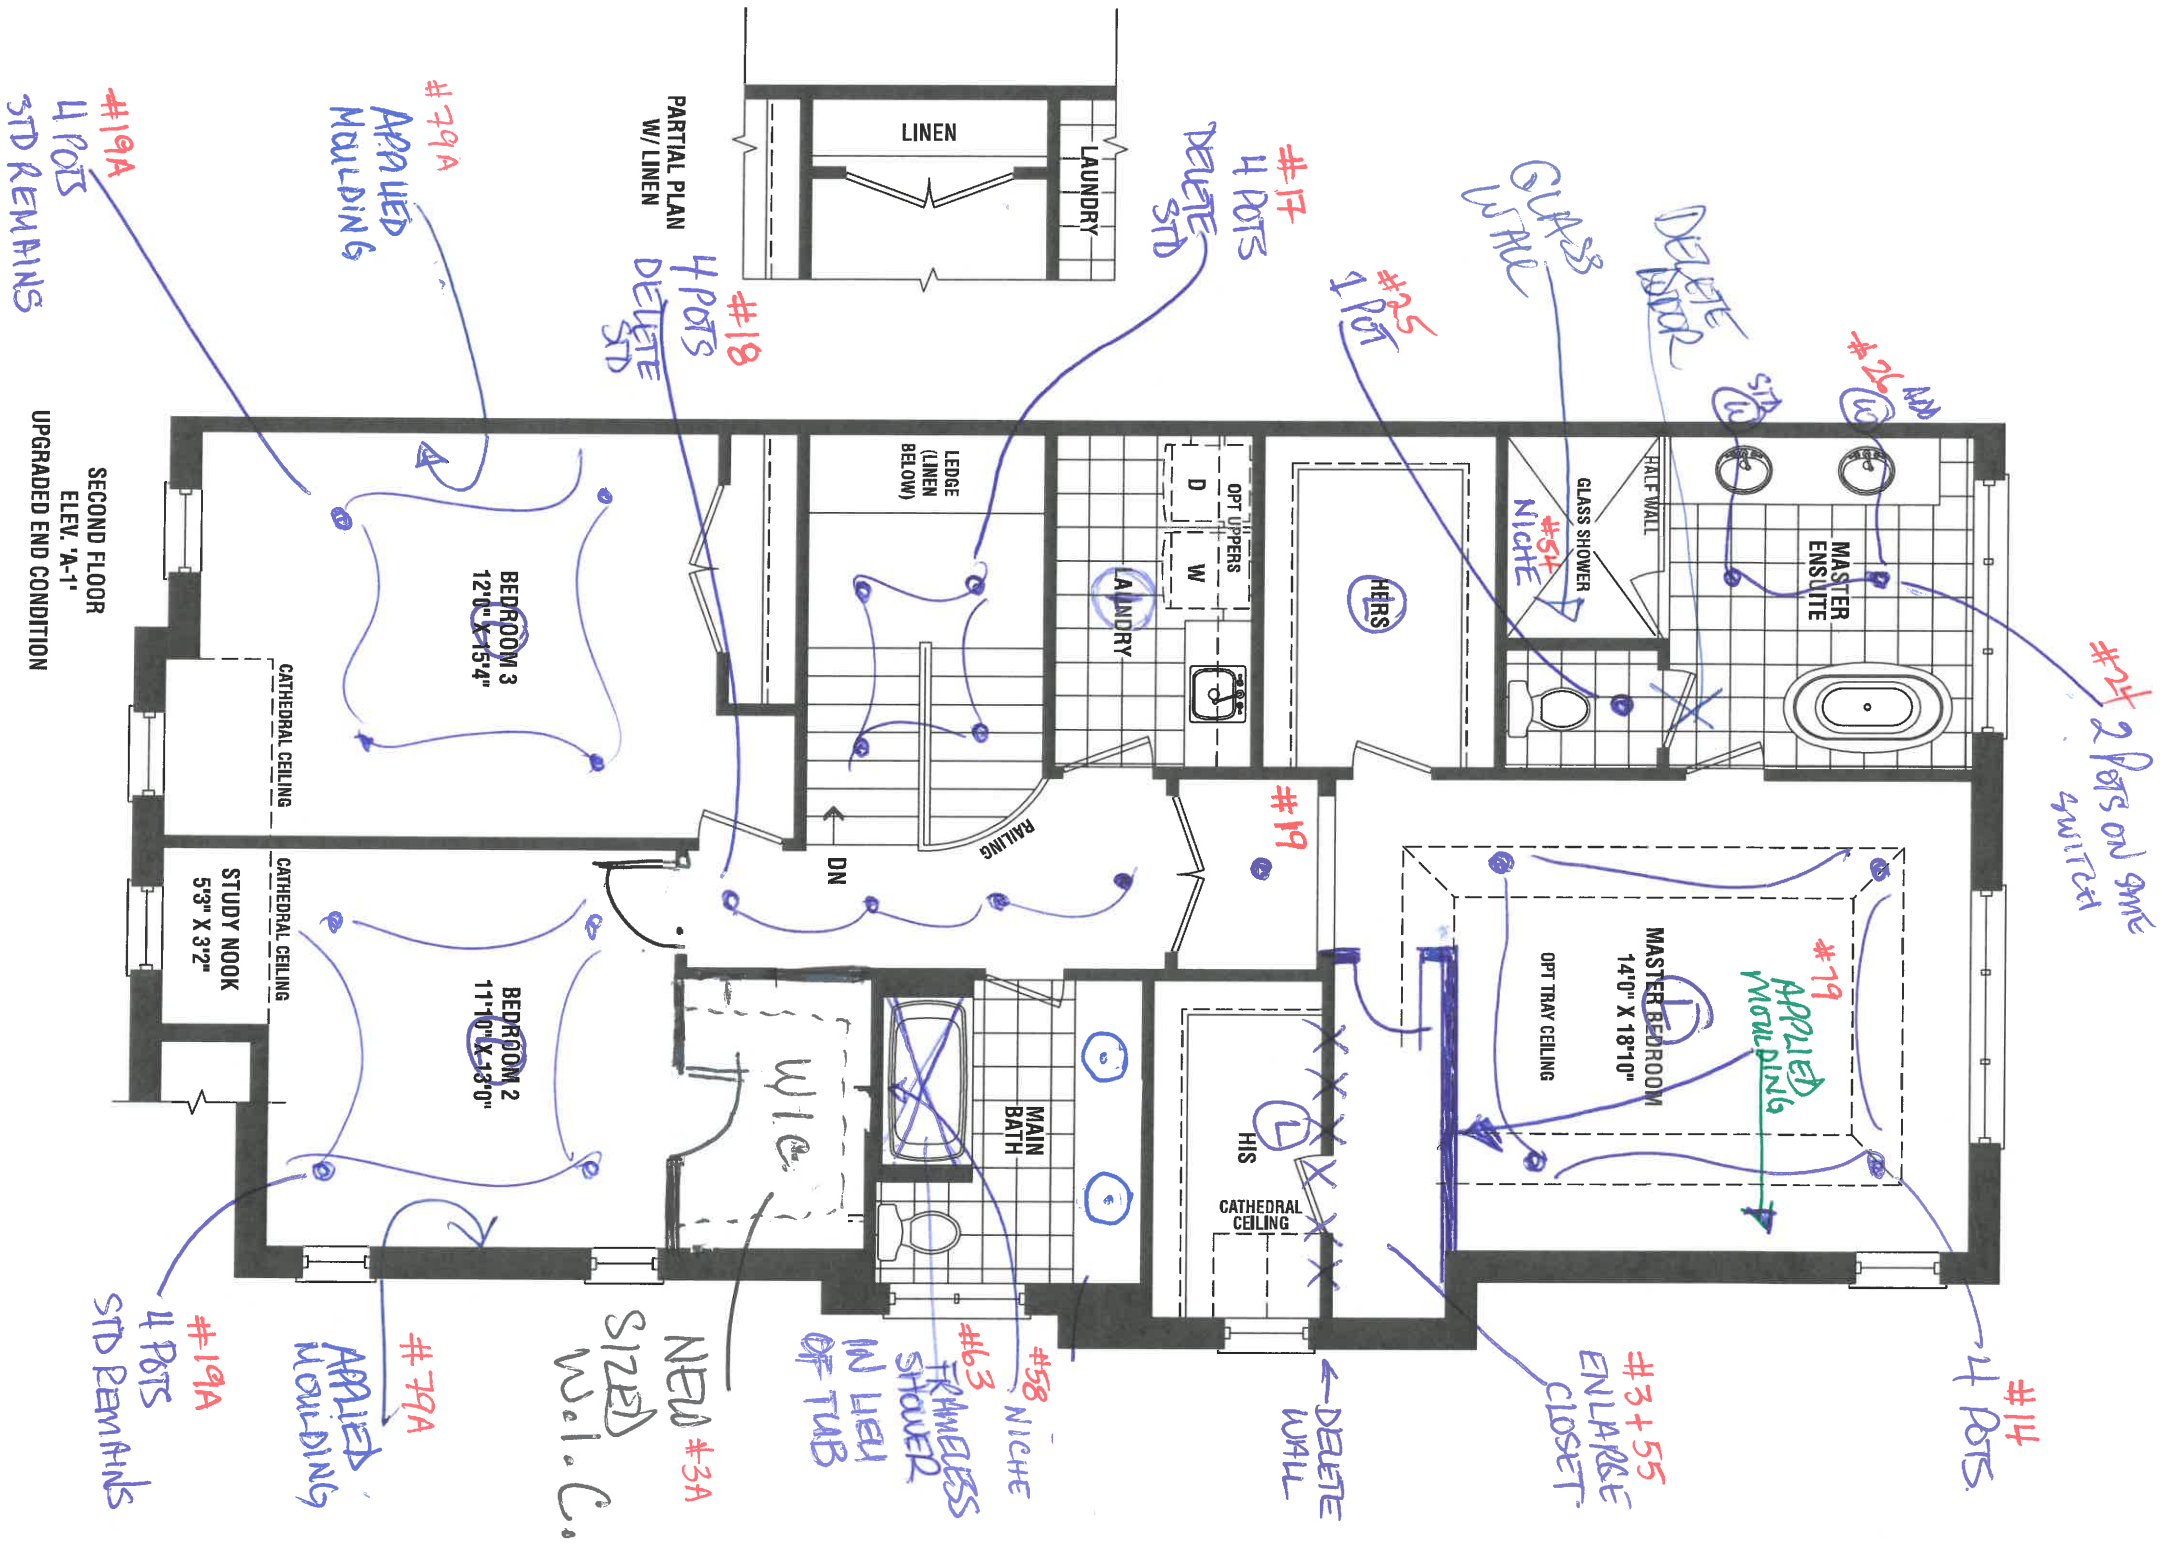 PARTIAL PLAN
W/ LINEN
LINEN
LAUNDRY
#17
4 POTS
DELETE
STD
#18
4 POTS
DELETE
STD
#79A
APPLIED
MOULDING
#19A
4 POTS
STD REMAINS
GLASS
WALL
DELETE
DOOR
#25
1 POT
#26
ADD
W
STD
W
#24
2 POTS ON SAME
SWITCH
MASTER
ENSUITE
HALF WALL
GLASS SHOWER
#54
NICHE
HERS
L
OPT UPPERS
D
W
LAUNDRY
L
LEDGE
(LINEN
BELOW)
RAILING
DN
#19
BEDROOM 3
12'0" X 15'4"
L
CATHEDRAL CEILING
CATHEDRAL CEILING
STUDY NOOK
5'3" X 3'2"
BEDROOM 2
11'10" X 13'0"
L
W.I.C.
MAIN
BATH
HIS
L
CATHEDRAL
CEILING
MASTER BEDROOM
14'0" X 18'10"
L
OPT TRAY CEILING
#79
APPLIED
MOULDING
#14
4 POTS
#3+55
ENLARGE
CLOSET
←DELETE
WALL
#58
NICHE
#63
FRAMELESS
SHOWER
IN LIEU
OF TUB
NEW #3A
SIZED
W.I.C.
#79A
APPLIED
MOULDING
#19A
4 POTS
STD REMAINS
SECOND FLOOR
ELEV. 'A-1'
UPGRADED END CONDITION